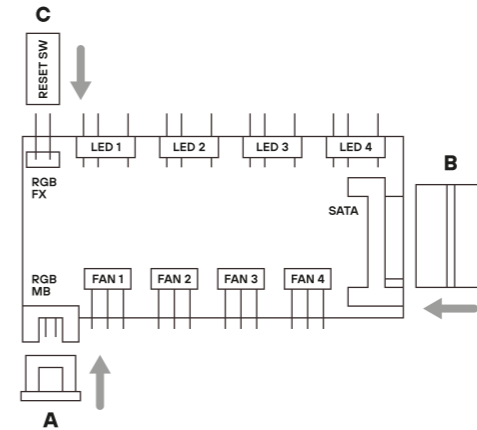 C
RESET SW
LED 1
LED 2
LED 3
LED 4
RGB
FX
B
SATA
RGB
MB
FAN 1
FAN 2
FAN 3
FAN 4
A